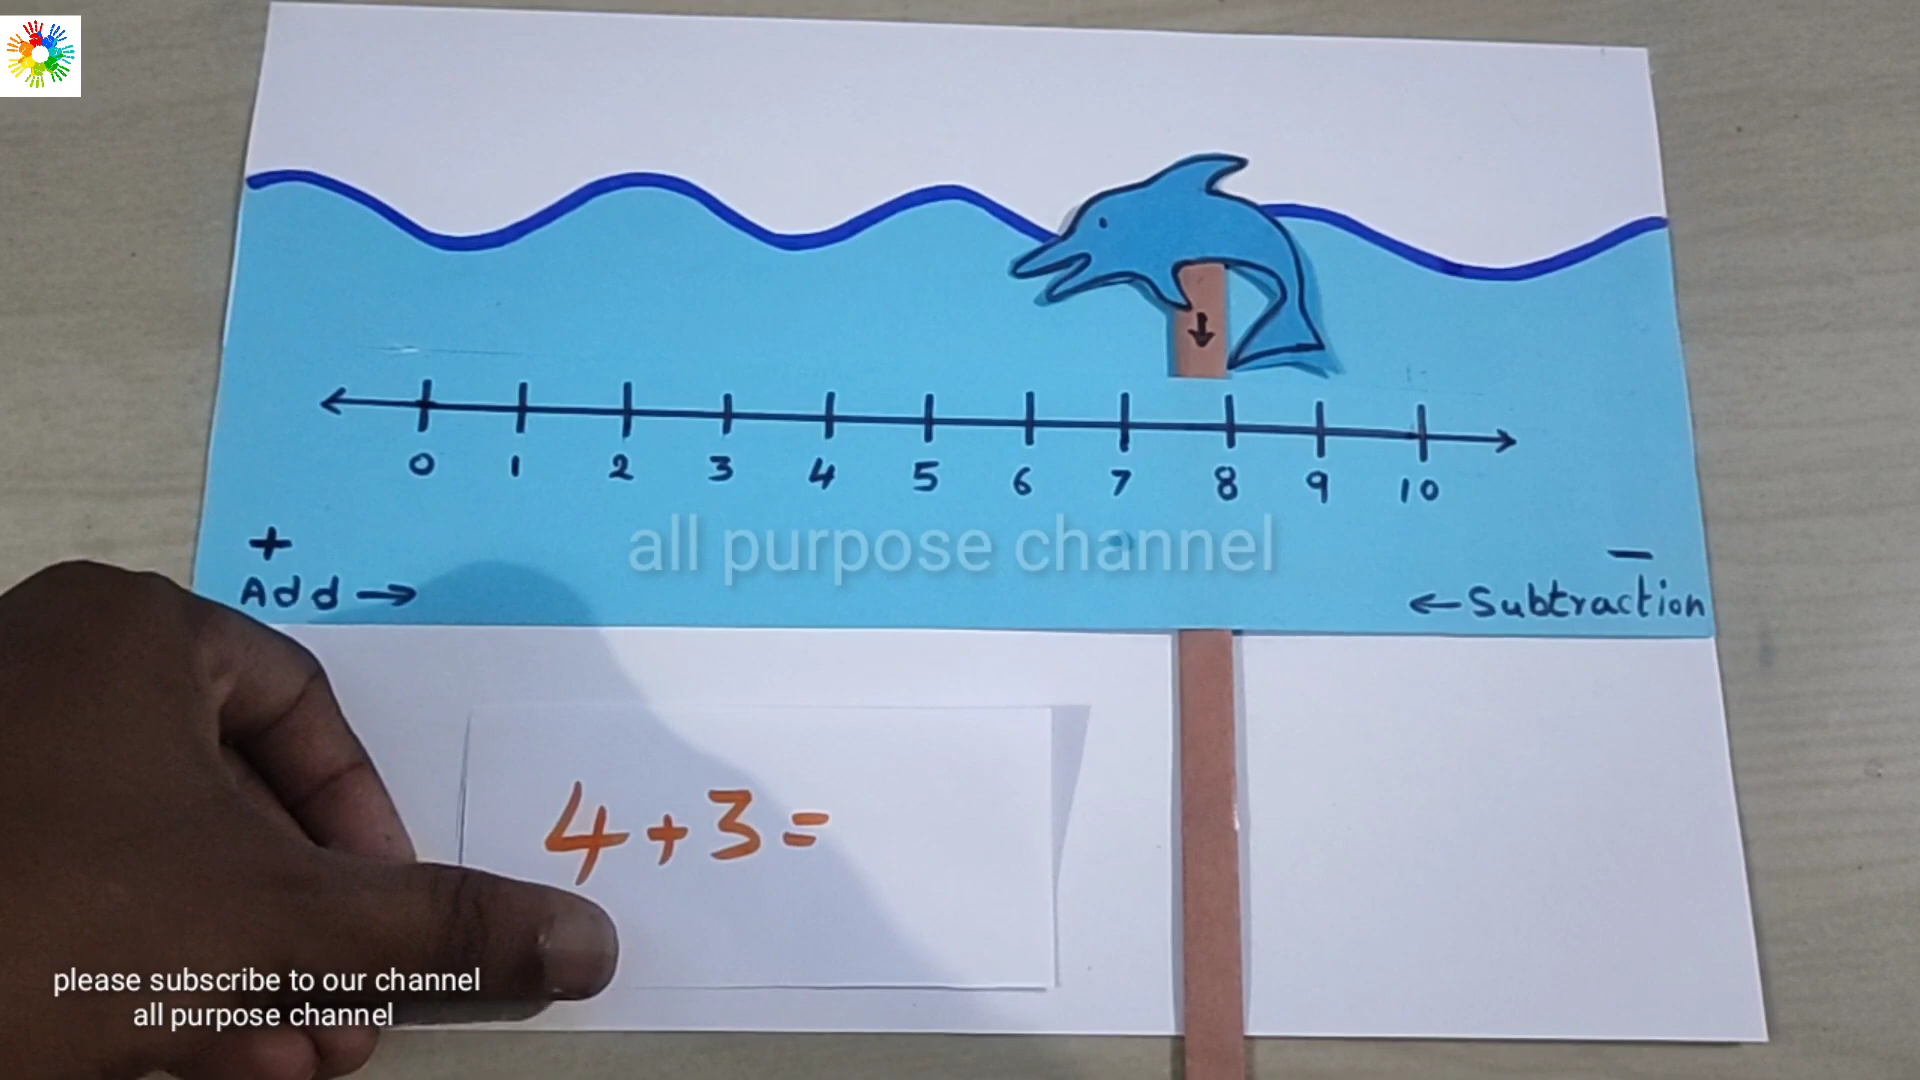 0 1 2 3 4 5 6 7 8 9 10
all purpose channel
+ −
Add → ← Subtraction
4+3=
please subscribe to our channel
all purpose channel